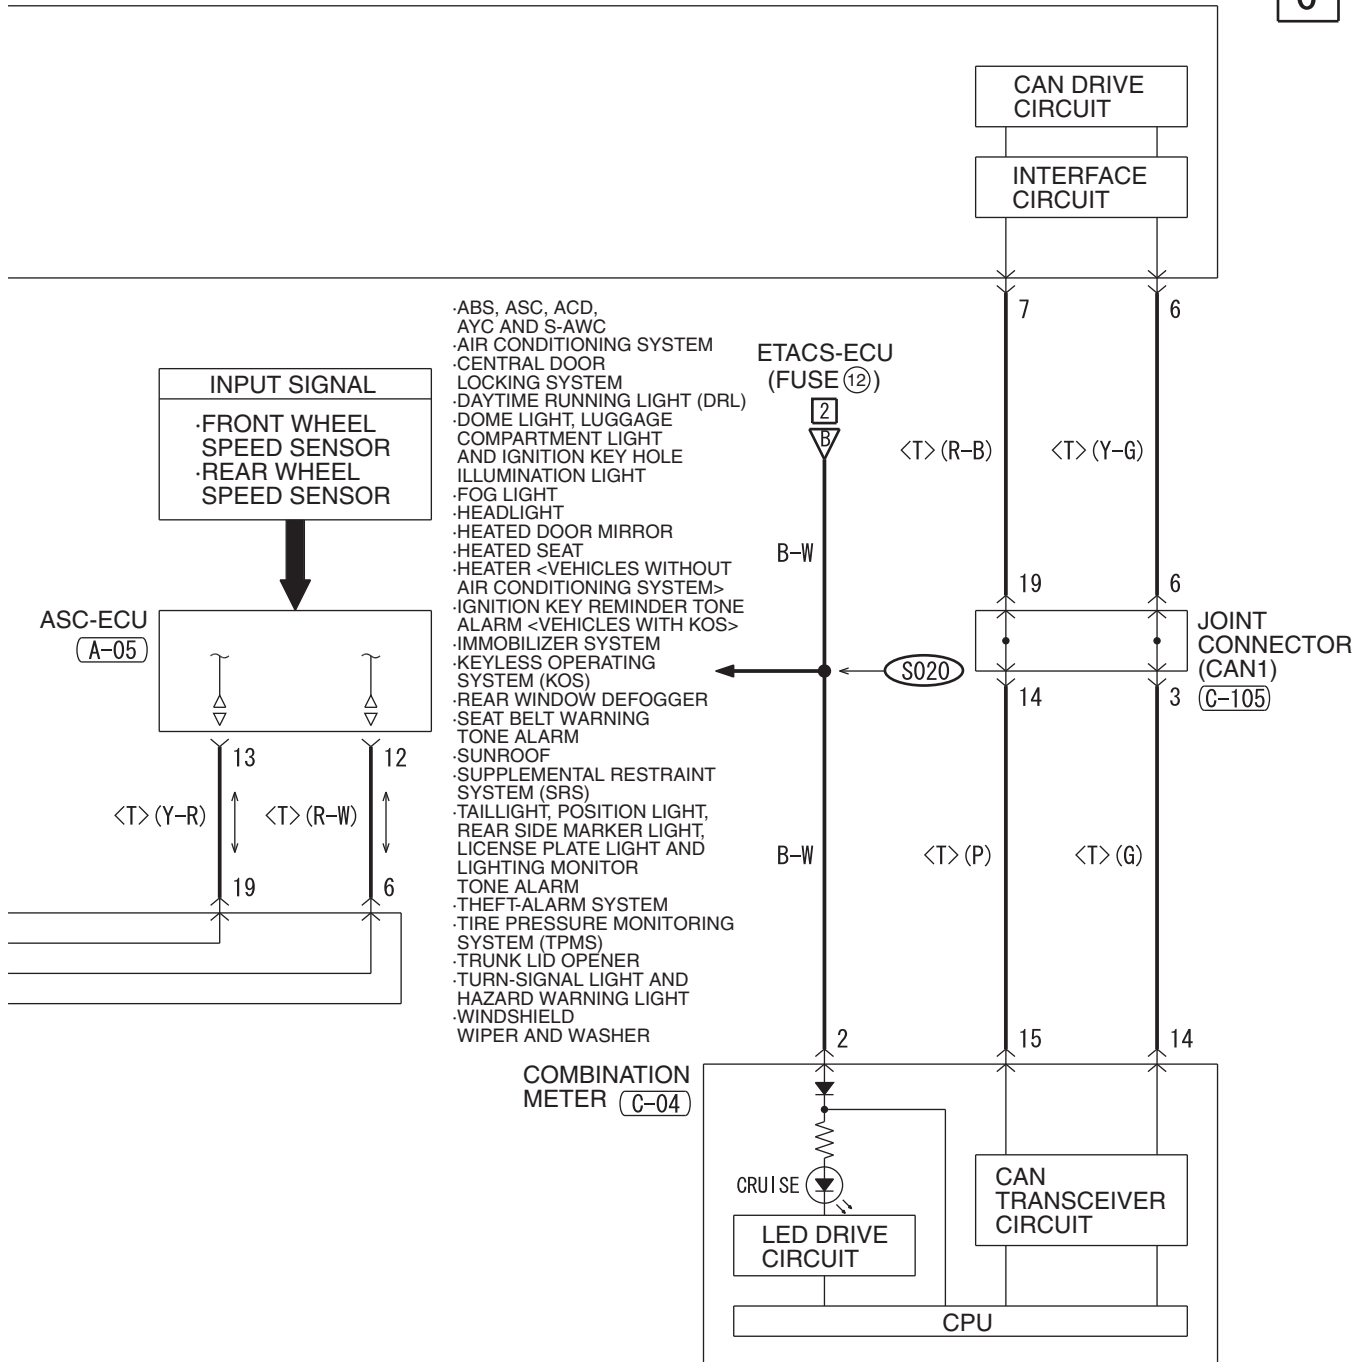 CAN DRIVE
CIRCUIT
INTERFACE
CIRCUIT
7
6
·ABS, ASC, ACD,
AYC AND S-AWC
·AIR CONDITIONING SYSTEM
·CENTRAL DOOR
LOCKING SYSTEM
·DAYTIME RUNNING LIGHT (DRL)
·DOME LIGHT, LUGGAGE
COMPARTMENT LIGHT
AND IGNITION KEY HOLE
ILLUMINATION LIGHT
·FOG LIGHT
·HEADLIGHT
·HEATED DOOR MIRROR
·HEATED SEAT
·HEATER <VEHICLES WITHOUT
AIR CONDITIONING SYSTEM>
·IGNITION KEY REMINDER TONE
ALARM <VEHICLES WITH KOS>
·IMMOBILIZER SYSTEM
·KEYLESS OPERATING
SYSTEM (KOS)
·REAR WINDOW DEFOGGER
·SEAT BELT WARNING
TONE ALARM
·SUNROOF
·SUPPLEMENTAL RESTRAINT
SYSTEM (SRS)
·TAILLIGHT, POSITION LIGHT,
REAR SIDE MARKER LIGHT,
LICENSE PLATE LIGHT AND
LIGHTING MONITOR
TONE ALARM
·THEFT-ALARM SYSTEM
·TIRE PRESSURE MONITORING
SYSTEM (TPMS)
·TRUNK LID OPENER
·TURN-SIGNAL LIGHT AND
HAZARD WARNING LIGHT
·WINDSHIELD
WIPER AND WASHER
ETACS-ECU
(FUSE ⑫)
2
B
INPUT SIGNAL
·FRONT WHEEL
SPEED SENSOR
·REAR WHEEL
SPEED SENSOR
<T>(R-B)
<T>(Y-G)
B-W
19
6
ASC-ECU
A-05
JOINT
CONNECTOR
(CAN1)
C-105
S020
14
3
13
12
<T>(Y-R)
<T>(R-W)
B-W
<T>(P)
<T>(G)
19
6
2
15
14
COMBINATION
METER C-04
CRUISE
CAN
TRANSCEIVER
CIRCUIT
LED DRIVE
CIRCUIT
CPU